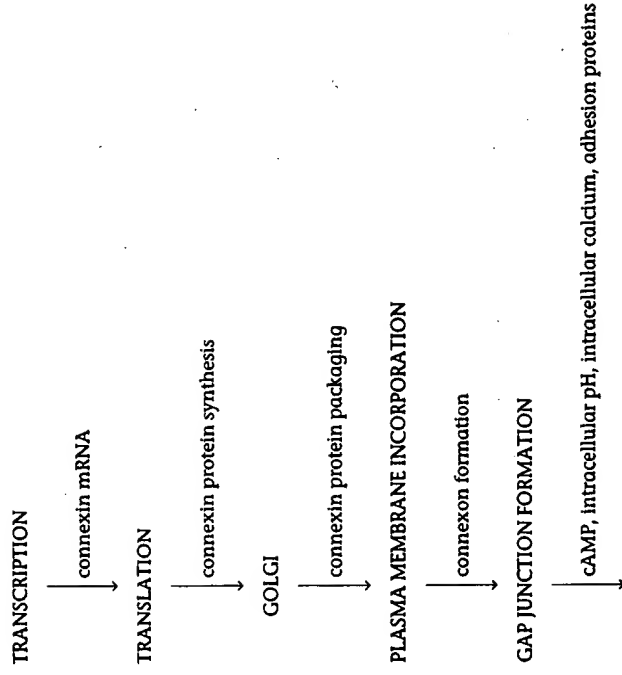 TRANSCRIPTION
connexin mRNA
TRANSLATION
connexin protein synthesis
GOLGI
connexin protein packaging
PLASMA MEMBRANE INCORPORATION
connexon formation
GAP JUNCTION FORMATION
cAMP, intracellular pH, intracellular calcium, adhesion proteins